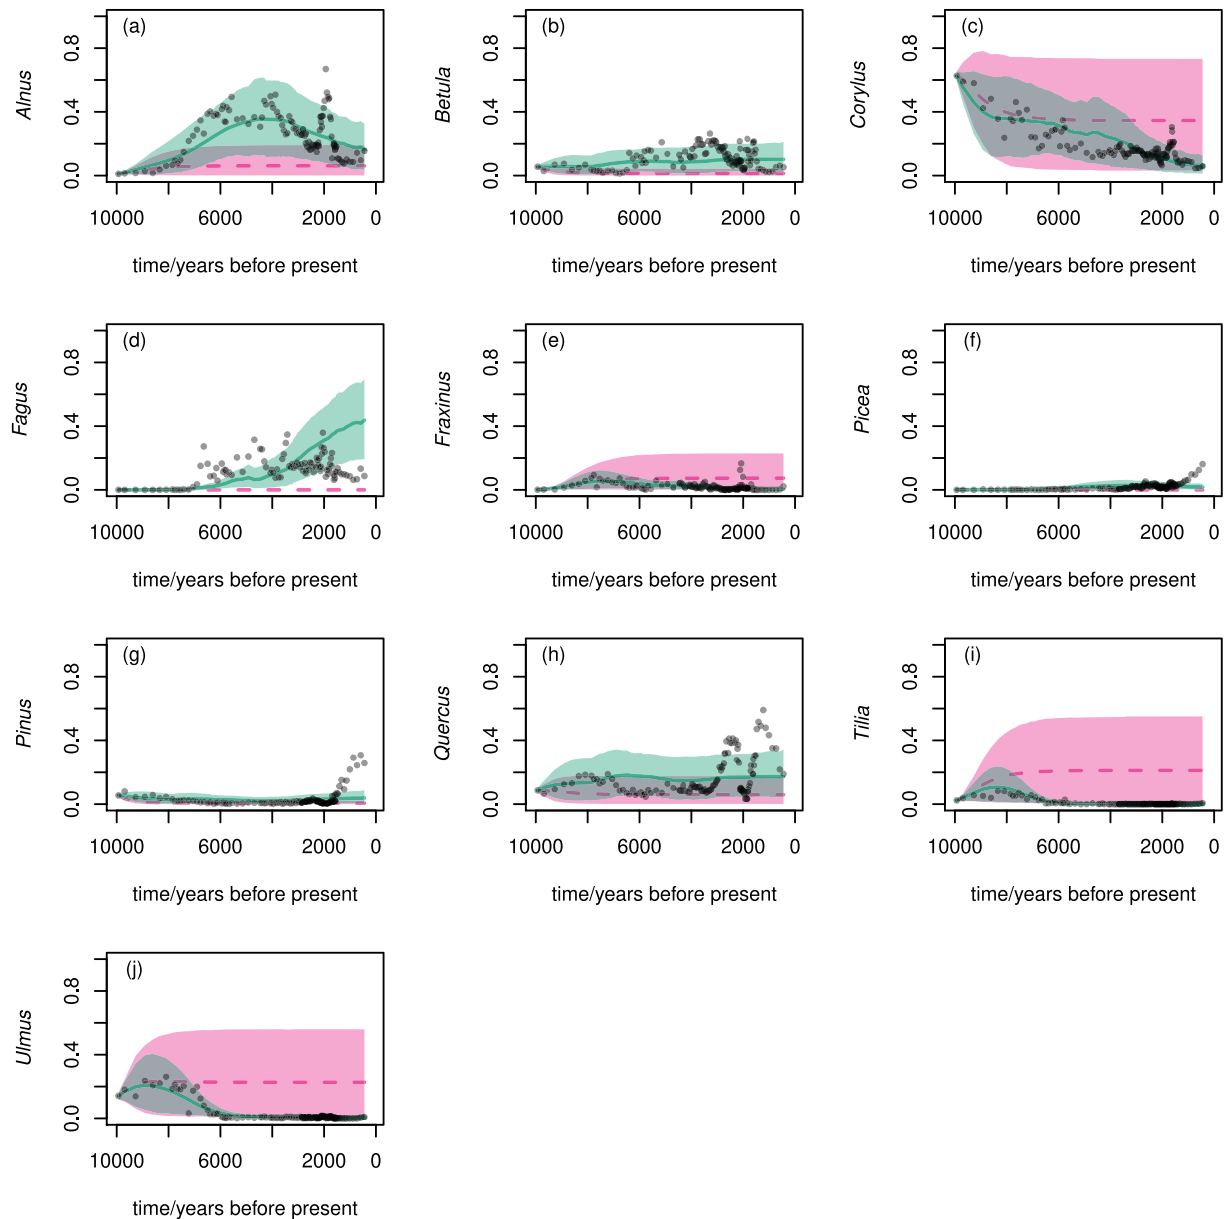 (a)
Alnus
0.0 0.4 0.8
10000 6000 2000 0
time/years before present
(b)
Betula
0.0 0.4 0.8
10000 6000 2000 0
time/years before present
(c)
Corylus
0.0 0.4 0.8
10000 6000 2000 0
time/years before present
(d)
Fagus
0.0 0.4 0.8
10000 6000 2000 0
time/years before present
(e)
Fraxinus
0.0 0.4 0.8
10000 6000 2000 0
time/years before present
(f)
Picea
0.0 0.4 0.8
10000 6000 2000 0
time/years before present
(g)
Pinus
0.0 0.4 0.8
10000 6000 2000 0
time/years before present
(h)
Quercus
0.0 0.4 0.8
10000 6000 2000 0
time/years before present
(i)
Tilia
0.0 0.4 0.8
10000 6000 2000 0
time/years before present
(j)
Ulmus
0.0 0.4 0.8
10000 6000 2000 0
time/years before present